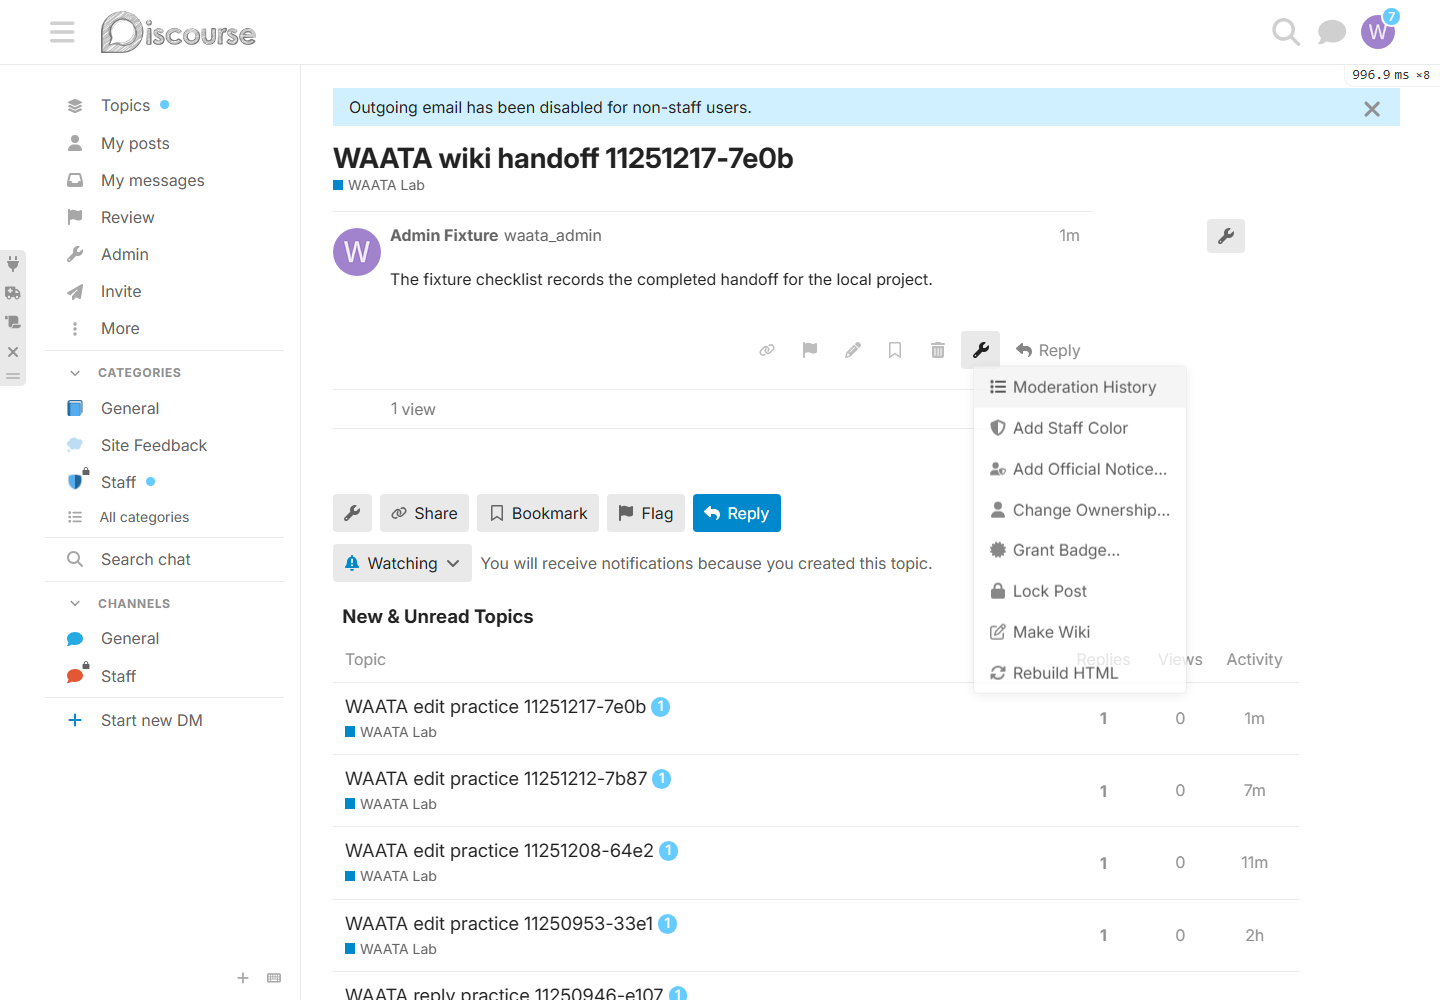 Discourse
W
7
996.9 ms ×8
Topics
My posts
My messages
Review
Admin
Invite
More
CATEGORIES
General
Site Feedback
Staff
All categories
Search chat
CHANNELS
General
Staff
Start new DM
Outgoing email has been disabled for non-staff users.
WAATA wiki handoff 11251217-7e0b
WAATA Lab
W
Admin Fixture waata_admin 1m
The fixture checklist records the completed handoff for the local project.
Reply
1 view
Moderation History
Add Staff Color
Add Official Notice...
Change Ownership...
Grant Badge...
Lock Post
Make Wiki
Rebuild HTML
Share Bookmark Flag Reply
Watching You will receive notifications because you created this topic.
New & Unread Topics
Topic Replies Views Activity
WAATA edit practice 11251217-7e0b 1
WAATA Lab
1 0 1m
WAATA edit practice 11251212-7b87 1
WAATA Lab
1 0 7m
WAATA edit practice 11251208-64e2 1
WAATA Lab
1 0 11m
WAATA edit practice 11250953-33e1 1
WAATA Lab
1 0 2h
WAATA reply practice 11250946-e107 1